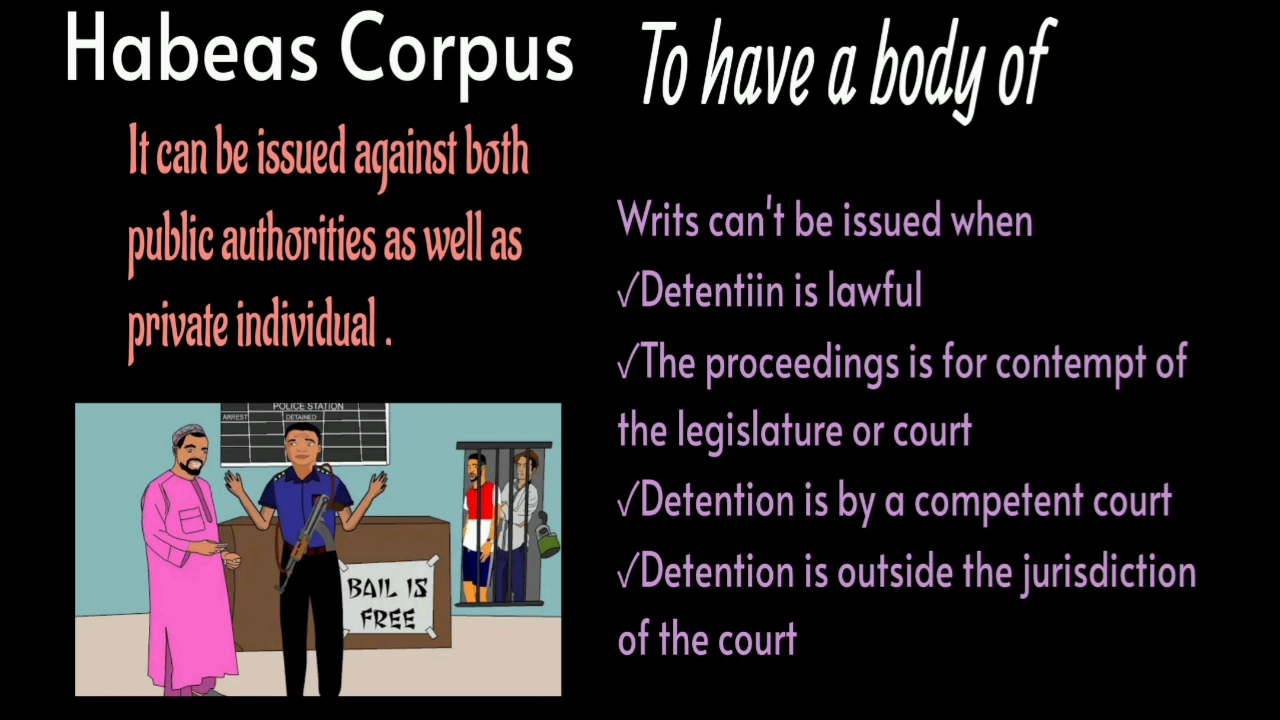 Habeas Corpus
It can be issued against both
public authorities as well as
private individual .
POLICE STATION
ARREST
DETAINED
BAIL IS
FREE
To have a body of
Writs can't be issued when
√Detentiin is lawful
√The proceedings is for contempt of
the legislature or court
√Detention is by a competent court
√Detention is outside the jurisdiction
of the court